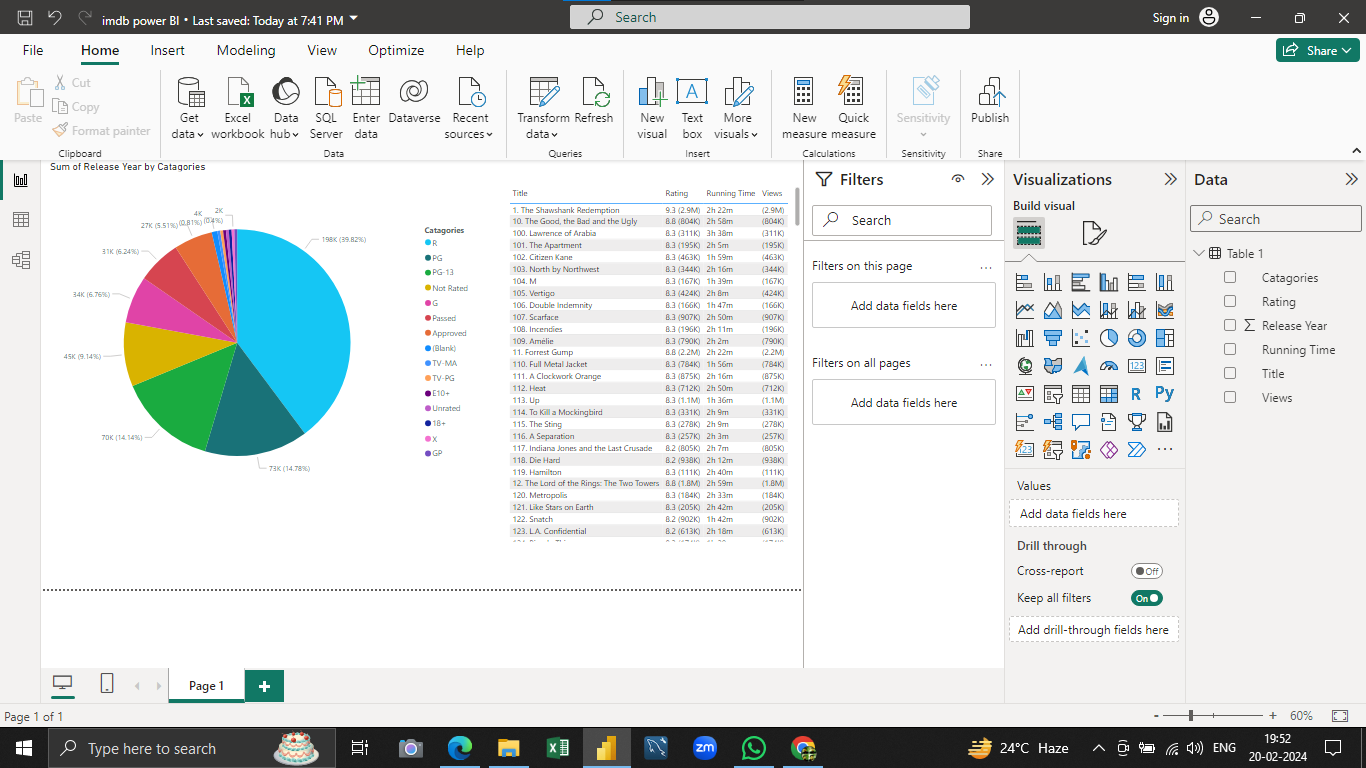 imdb power BI • Last saved: Today at 7:41 PM
Search
Sign in
File Home Insert Modeling View Optimize Help
Share
Paste
Cut
Copy
Format painter
Clipboard
Get data
Excel workbook
Data hub
SQL Server
Enter data
Dataverse
Recent sources
Data
Transform data
Refresh
Queries
New visual
Text box
More visuals
Insert
New measure
Quick measure
Calculations
Sensitivity
Sensitivity
Publish
Share
Sum of Release Year by Catagories
198K (39.82%)
73K (14.78%)
70K (14.14%)
45K (9.14%)
34K (6.76%)
31K (6.24%)
27K (5.51%)
4K
(0.81%)
2K
(0.4%)
Catagories
R
PG
PG-13
Not Rated
G
Passed
Approved
(Blank)
TV-MA
TV-PG
E10+
Unrated
18+
X
GP
Title Rating Running Time Views
1. The Shawshank Redemption 9.3 (2.9M) 2h 22m (2.9M)
10. The Good, the Bad and the Ugly 8.8 (804K) 2h 58m (804K)
100. Lawrence of Arabia 8.3 (311K) 3h 38m (311K)
101. The Apartment 8.3 (195K) 2h 5m (195K)
102. Citizen Kane 8.3 (463K) 1h 59m (463K)
103. North by Northwest 8.3 (344K) 2h 16m (344K)
104. M 8.3 (167K) 1h 39m (167K)
105. Vertigo 8.3 (424K) 2h 8m (424K)
106. Double Indemnity 8.3 (166K) 1h 47m (166K)
107. Scarface 8.3 (907K) 2h 50m (907K)
108. Incendies 8.3 (196K) 2h 11m (196K)
109. Amélie 8.3 (790K) 2h 2m (790K)
11. Forrest Gump 8.8 (2.2M) 2h 22m (2.2M)
110. Full Metal Jacket 8.3 (784K) 1h 56m (784K)
111. A Clockwork Orange 8.3 (875K) 2h 16m (875K)
112. Heat 8.3 (712K) 2h 50m (712K)
113. Up 8.3 (1.1M) 1h 36m (1.1M)
114. To Kill a Mockingbird 8.3 (331K) 2h 9m (331K)
115. The Sting 8.3 (278K) 2h 9m (278K)
116. A Separation 8.3 (257K) 2h 3m (257K)
117. Indiana Jones and the Last Crusade 8.2 (805K) 2h 7m (805K)
118. Die Hard 8.2 (938K) 2h 12m (938K)
119. Hamilton 8.3 (111K) 2h 40m (111K)
12. The Lord of the Rings: The Two Towers 8.8 (1.8M) 2h 59m (1.8M)
120. Metropolis 8.3 (184K) 2h 33m (184K)
121. Like Stars on Earth 8.3 (205K) 2h 42m (205K)
122. Snatch 8.2 (902K) 1h 42m (902K)
123. L.A. Confidential 8.2 (613K) 2h 18m (613K)
Filters
Search
Filters on this page ...
Add data fields here
Filters on all pages ...
Add data fields here
Visualizations
Build visual
123
R
Py
123
Values
Add data fields here
Drill through
Cross-report Off
Keep all filters On
Add drill-through fields here
Data
Search
Table 1
Catagories
Rating
Σ Release Year
Running Time
Title
Views
Page 1 +
Page 1 of 1
- + 60%
Type here to search
zm
24°C Haze
ENG
19:52
20-02-2024